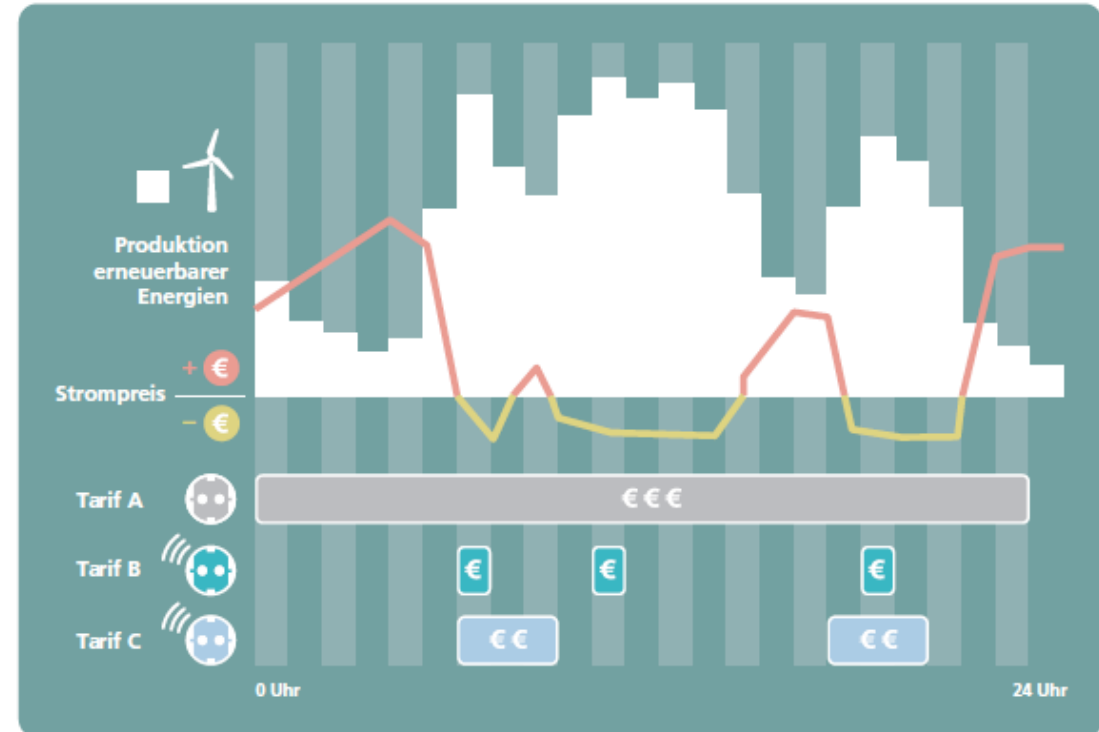 Produktion
erneuerbarer
Energien
+ €
Strompreis
− €
Tarif A
€ € €
Tarif B
€ € €
Tarif C
€ € € €
0 Uhr 24 Uhr